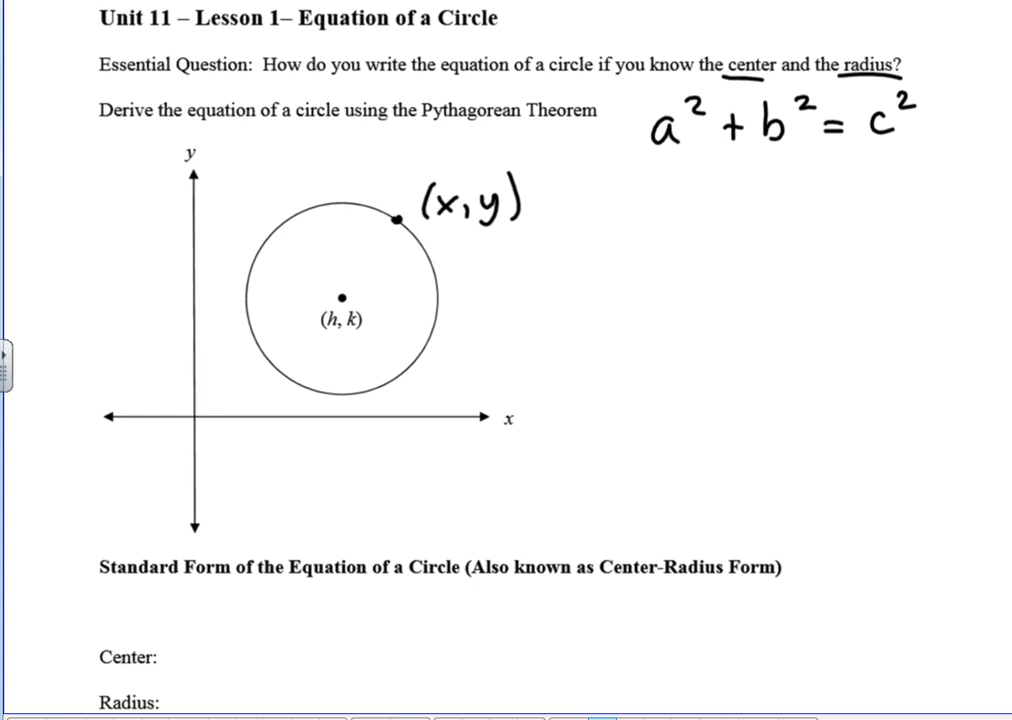 Unit 11 – Lesson 1– Equation of a Circle
Essential Question: How do you write the equation of a circle if you know the center and the radius?
Derive the equation of a circle using the Pythagorean Theorem
a² + b² = c²
y
(x, y)
(h, k)
x
Standard Form of the Equation of a Circle (Also known as Center-Radius Form)
Center:
Radius: